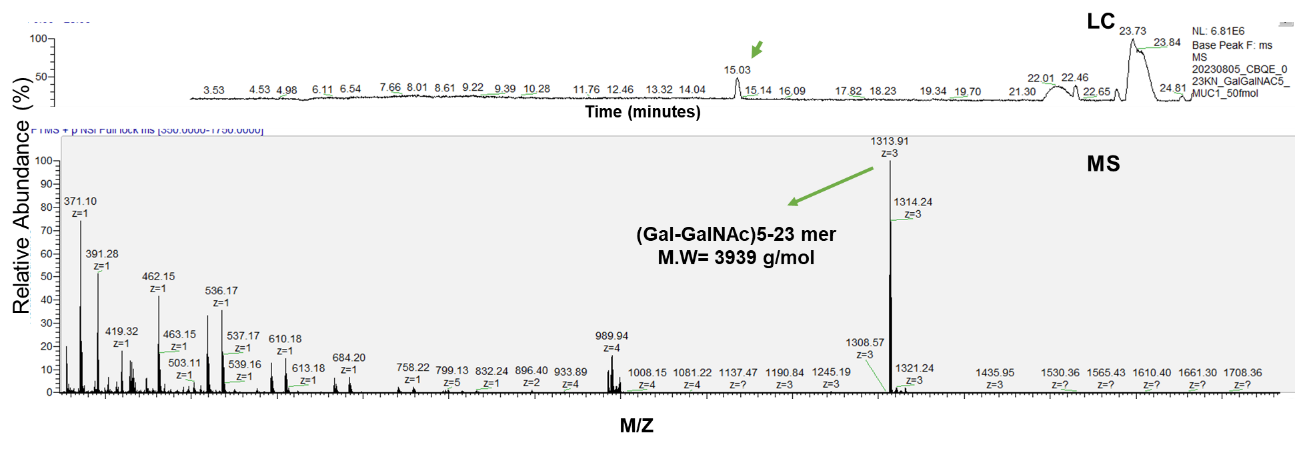 LC
NL: 6.81E6
Base Peak F: ms
MS
20230805_CBQE_0
23KN_GalGalNAC5_
MUC1_50fmol
100
50
3.53 4.53 4.98 6.11 6.54 7.66 8.01 8.61 9.22 9.39 10.28 11.76 12.46 13.32 14.04 15.03 15.14 16.09 17.82 18.23 19.34 19.70 21.30 22.01 22.46 22.65 23.73 23.84 24.81
Time (minutes)
Relative Abundance (%)
MS
100
90
80
70
60
50
40
30
20
10
0
371.10
z=1
391.28
z=1
419.32
z=1
462.15
z=1
463.15
z=1
503.11
z=1
536.17
z=1
537.17
z=1
539.16
z=1
610.18
z=1
613.18
z=1
684.20
z=1
758.22
z=1
799.13
z=5
832.24
z=1
896.40
z=2
933.89
z=4
989.94
z=4
1008.15
z=4
1081.22
z=4
1137.47
z=?
1190.84
z=3
1245.19
z=3
1308.57
z=3
1313.91
z=3
1314.24
z=3
1321.24
z=3
1435.95
z=3
1530.36
z=?
1565.43
z=?
1610.40
z=?
1661.30
z=?
1708.36
z=?
(Gal-GalNAc)5-23 mer
M.W= 3939 g/mol
M/Z